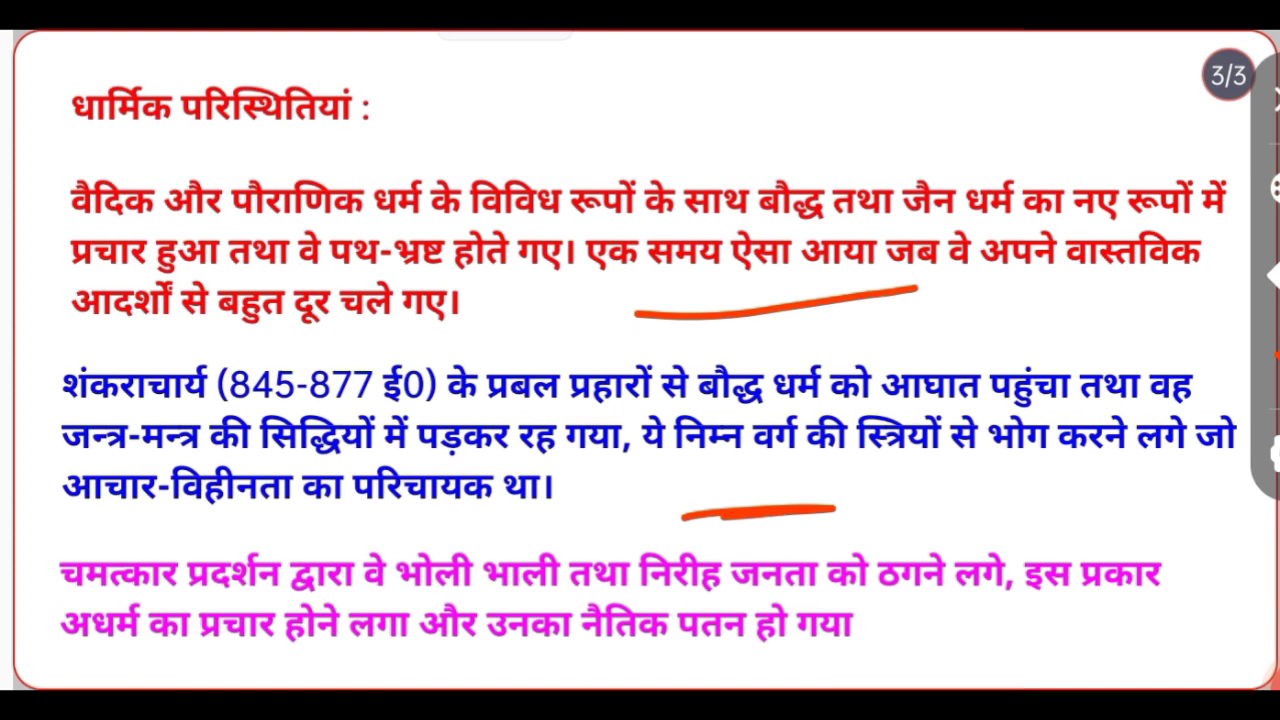 3/3
धार्मिक परिस्थितियां :
वैदिक और पौराणिक धर्म के विविध रूपों के साथ बौद्ध तथा जैन धर्म का नए रूपों में
प्रचार हुआ तथा वे पथ-भ्रष्ट होते गए। एक समय ऐसा आया जब वे अपने वास्तविक
आदर्शों से बहुत दूर चले गए।
शंकराचार्य (845-877 ई0) के प्रबल प्रहारों से बौद्ध धर्म को आघात पहुंचा तथा वह
जन्त्र-मन्त्र की सिद्धियों में पड़कर रह गया, ये निम्न वर्ग की स्त्रियों से भोग करने लगे जो
आचार-विहीनता का परिचायक था।
चमत्कार प्रदर्शन द्वारा वे भोली भाली तथा निरीह जनता को ठगने लगे, इस प्रकार
अधर्म का प्रचार होने लगा और उनका नैतिक पतन हो गया